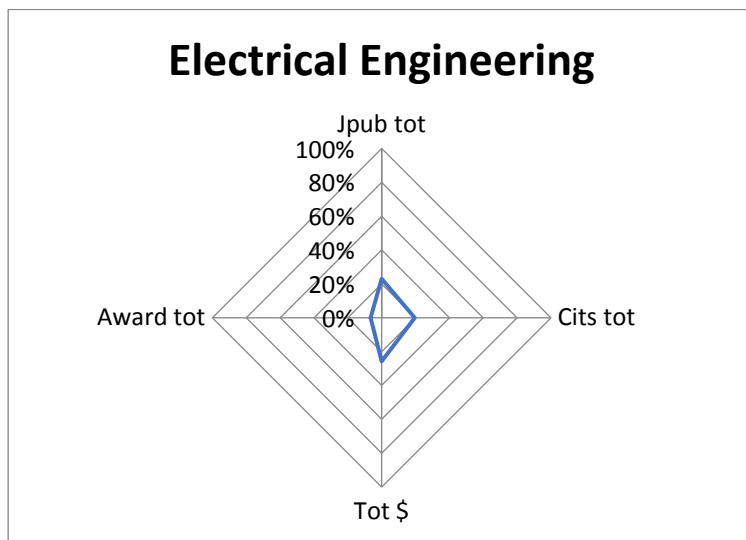 Electrical Engineering
Jpub tot
100%
80%
60%
40%
20%
0%
Award tot
Cits tot
Tot $